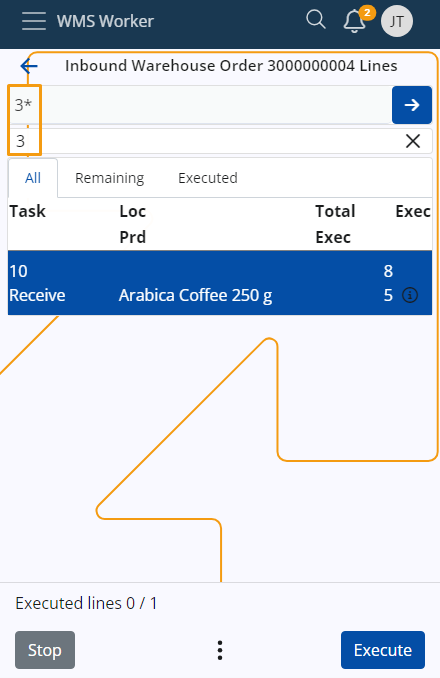 WMS Worker 2 JT
Inbound Warehouse Order 3000000004 Lines
3*
3
All Remaining Executed
Task Loc Total Exec
Prd Exec
10 8
Receive Arabica Coffee 250 g 5
Executed lines 0 / 1
Stop Execute